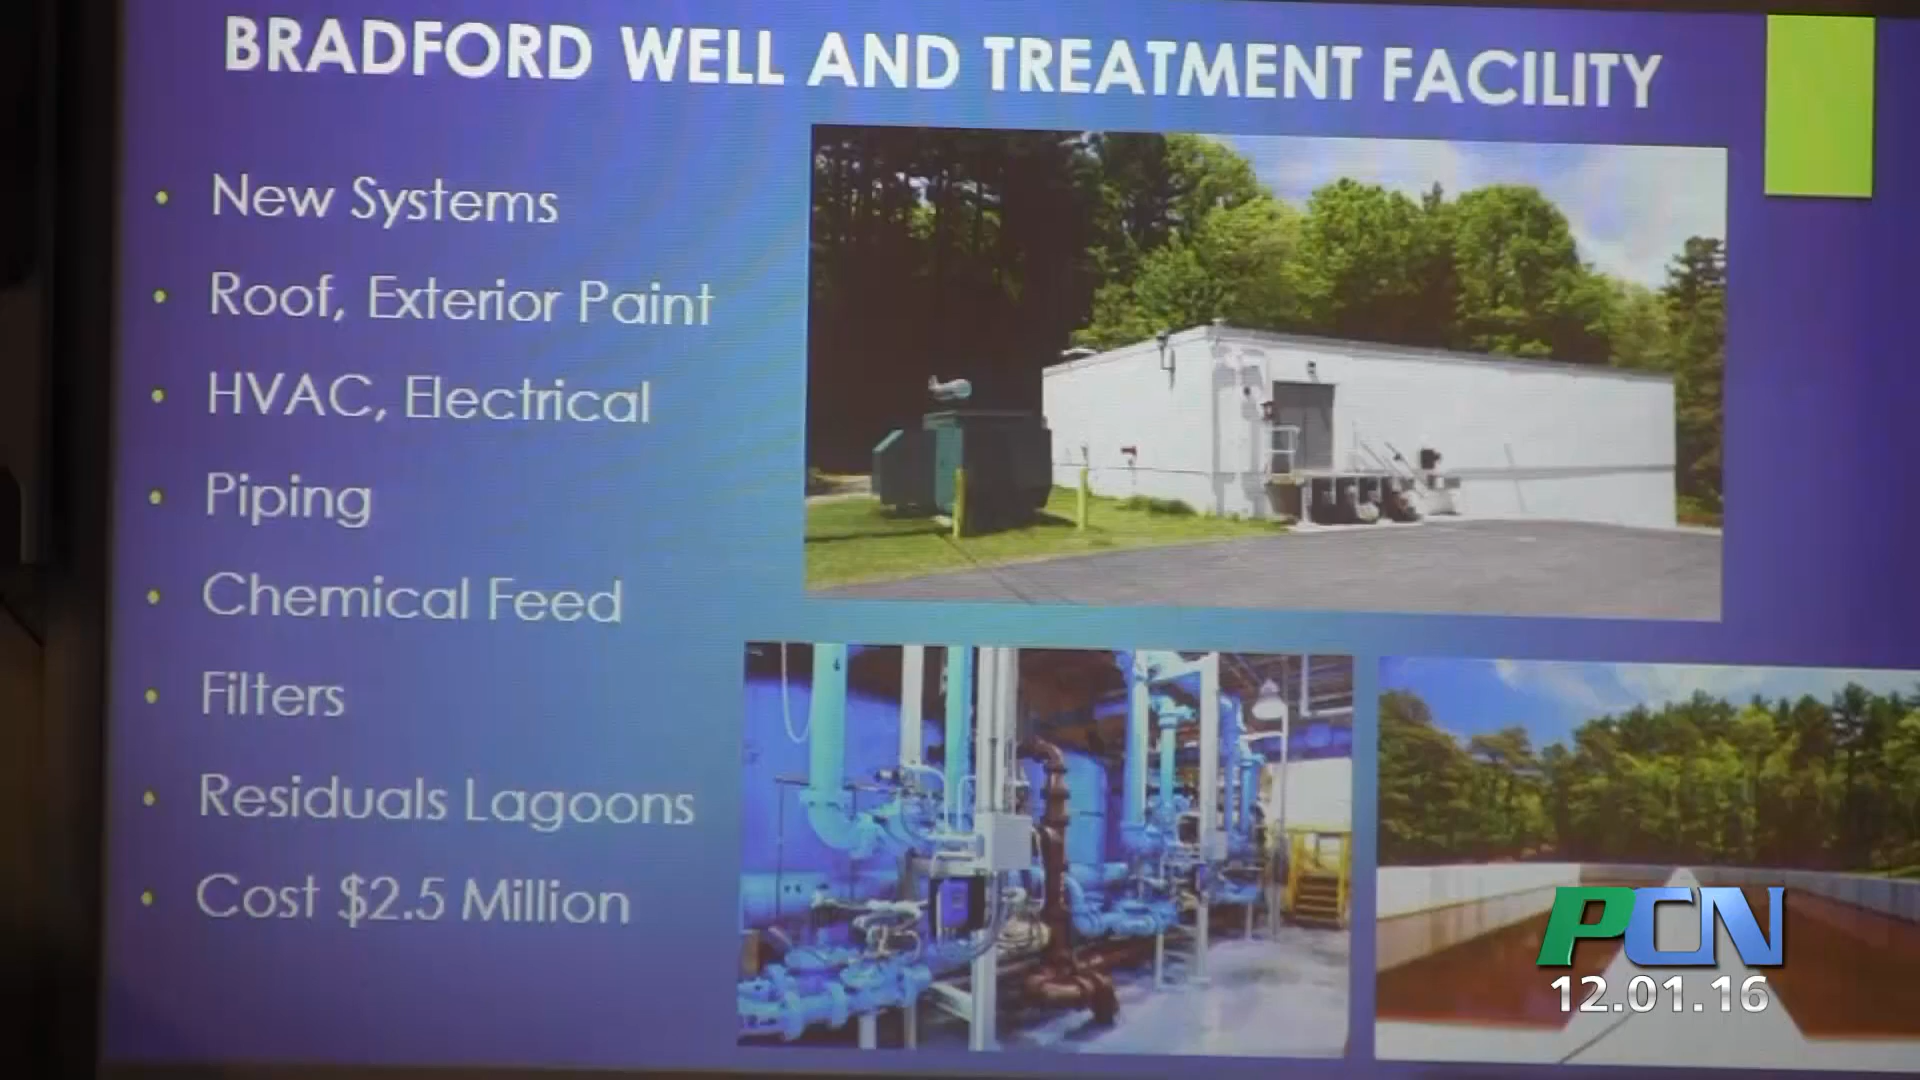 BRADFORD WELL AND TREATMENT FACILITY
• New Systems
• Roof, Exterior Paint
• HVAC, Electrical
• Piping
• Chemical Feed
• Filters
• Residuals Lagoons
• Cost $2.5 Million
PCN
12.01.16